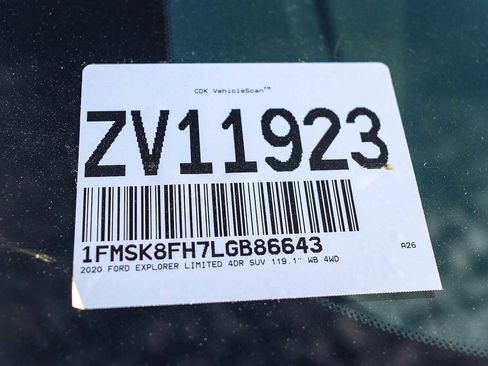 CDK VehicleScan™
ZV11923
1FMSK8FH7LGB86643
A26
2020 FORD EXPLORER LIMITED 4DR SUV 119.1" WB 4WD